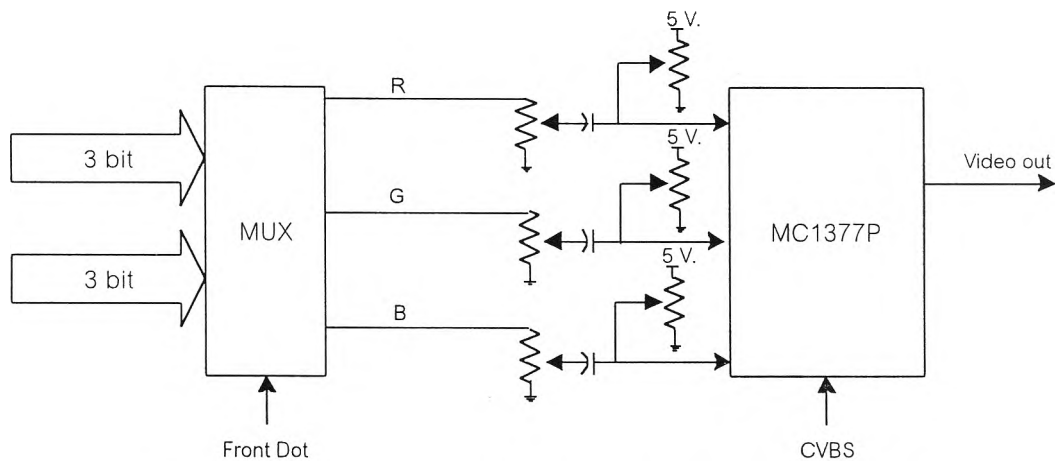 5 V.
R
3 bit
5 V.
Video out
G
MUX
MC1377P
5 V.
3 bit
B
Front Dot
CVBS